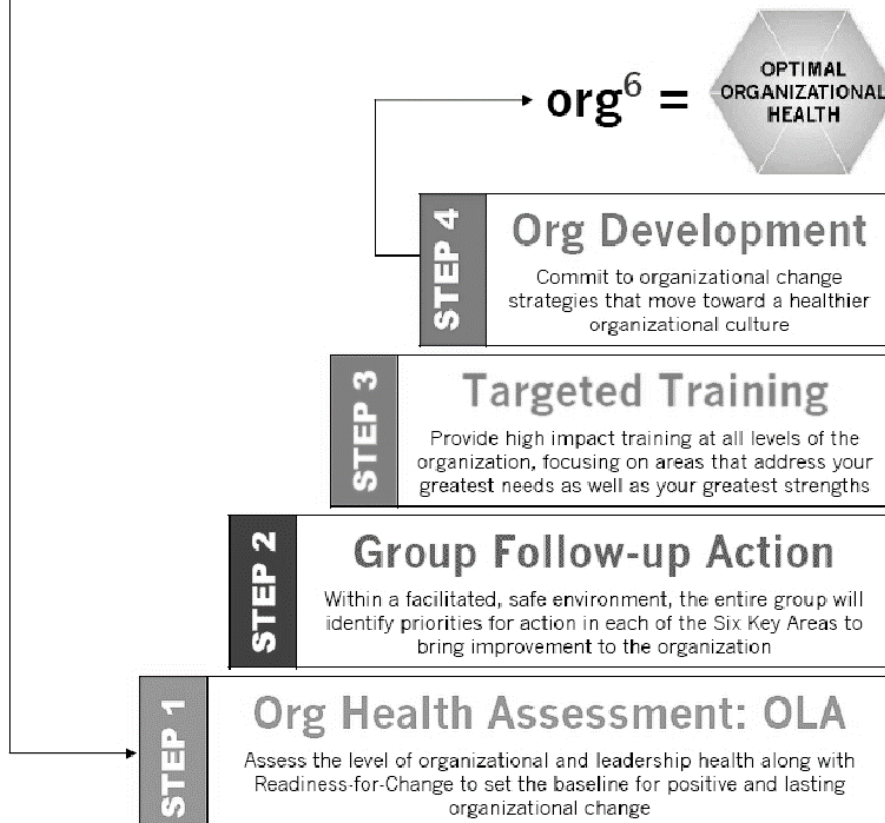 org⁶ =
OPTIMAL
ORGANIZATIONAL
HEALTH
STEP 4
Org Development
Commit to organizational change
strategies that move toward a healthier
organizational culture
STEP 3
Targeted Training
Provide high impact training at all levels of the
organization, focusing on areas that address your
greatest needs as well as your greatest strengths
STEP 2
Group Follow-up Action
Within a facilitated, safe environment, the entire group will
identify priorities for action in each of the Six Key Areas to
bring improvement to the organization
STEP 1
Org Health Assessment: OLA
Assess the level of organizational and leadership health along with
Readiness-for-Change to set the baseline for positive and lasting
organizational change